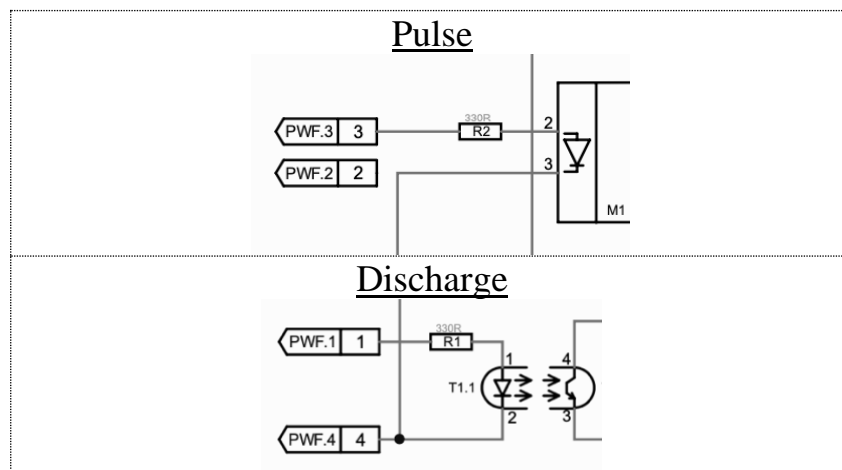 Pulse
330R
PWF.3 3 R2 2
PWF.2 2 3
M1
Discharge
330R
PWF.1 1 R1 1 4
T1.1
2 3
PWF.4 4